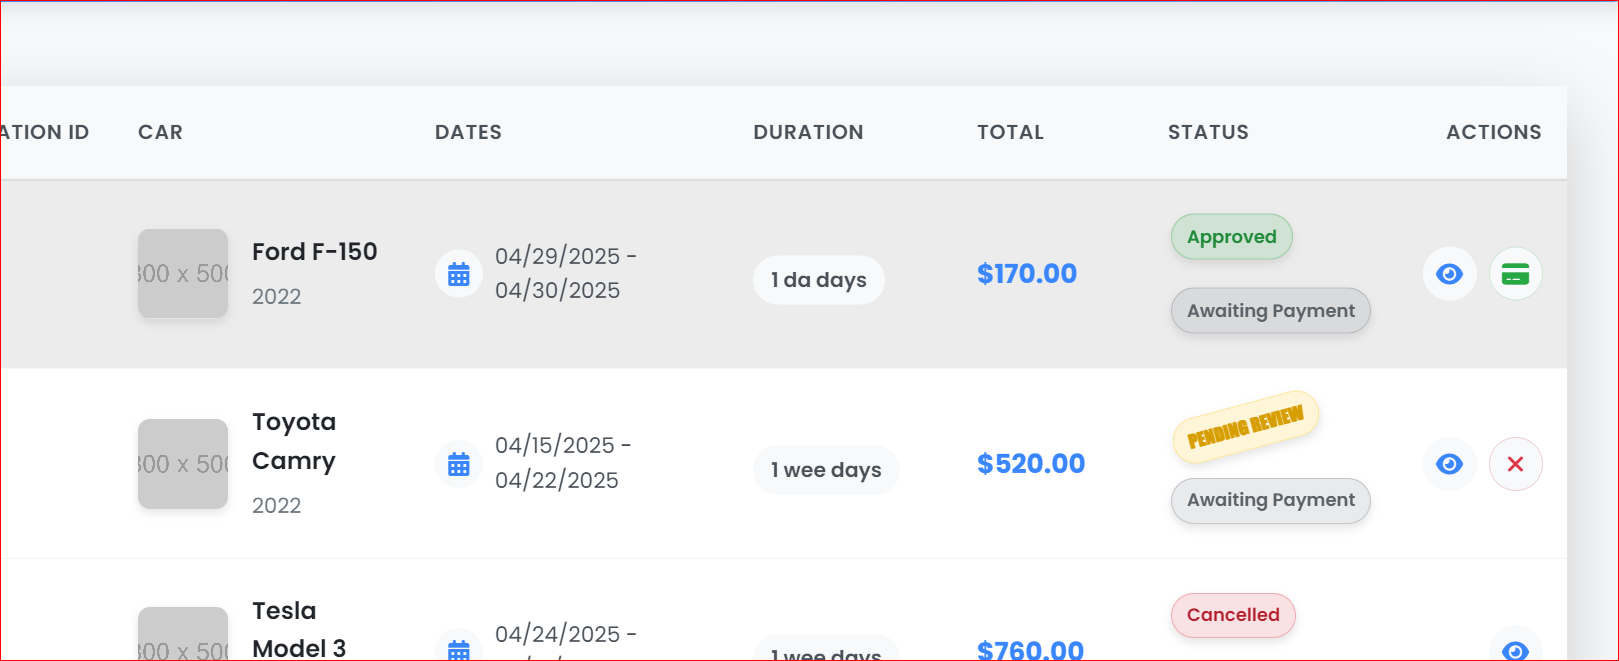 ATION ID CAR DATES DURATION TOTAL STATUS ACTIONS
300 x 500
Ford F-150
2022
04/29/2025 -
04/30/2025
1 da days
$170.00
Approved
Awaiting Payment
300 x 500
Toyota
Camry
2022
04/15/2025 -
04/22/2025
1 wee days
$520.00
PENDING REVIEW
Awaiting Payment
300 x 500
Tesla
Model 3
04/24/2025 -
1 wee days
$760.00
Cancelled